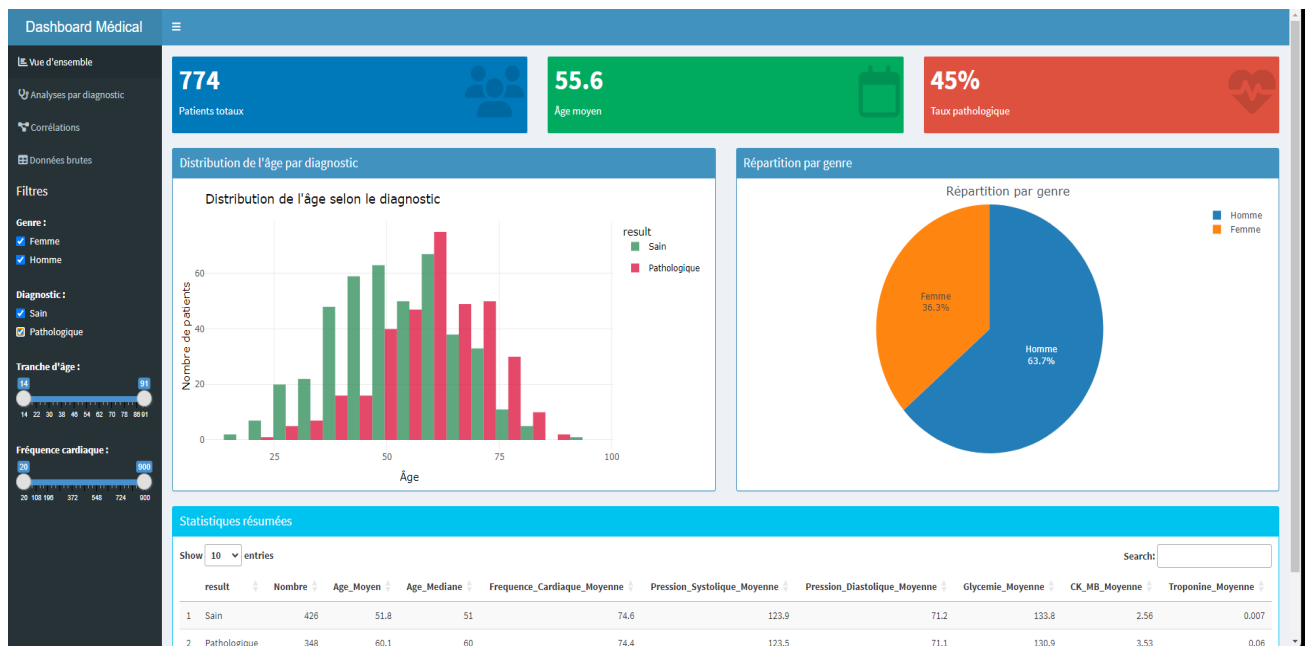 Dashboard Médical
Vue d'ensemble
Analyses par diagnostic
Corrélations
Données brutes
Filtres
Genre :
Femme
Homme
Diagnostic :
Sain
Pathologique
Tranche d'âge :
14 91
14 22 30 38 46 54 62 70 78 86 91
Fréquence cardiaque :
20 900
20 108 196 372 548 724 900
774
Patients totaux
55.6
Âge moyen
45%
Taux pathologique
Distribution de l'âge par diagnostic
Distribution de l'âge selon le diagnostic
Nombre de patients
60
40
20
0
25 50 75 100
Âge
result
Sain
Pathologique
Répartition par genre
Répartition par genre
Femme
36.3%
Homme
63.7%
Homme
Femme
Statistiques résumées
Show 10 entries
Search:
result Nombre Age_Moyen Age_Mediane Frequence_Cardiaque_Moyenne Pression_Systolique_Moyenne Pression_Diastolique_Moyenne Glycemie_Moyenne CK_MB_Moyenne Troponine_Moyenne
1 Sain 426 51.8 51 74.6 123.9 71.2 133.8 2.56 0.007
2 Pathologique 348 60.1 60 74.4 123.5 71.1 130.9 3.53 0.06